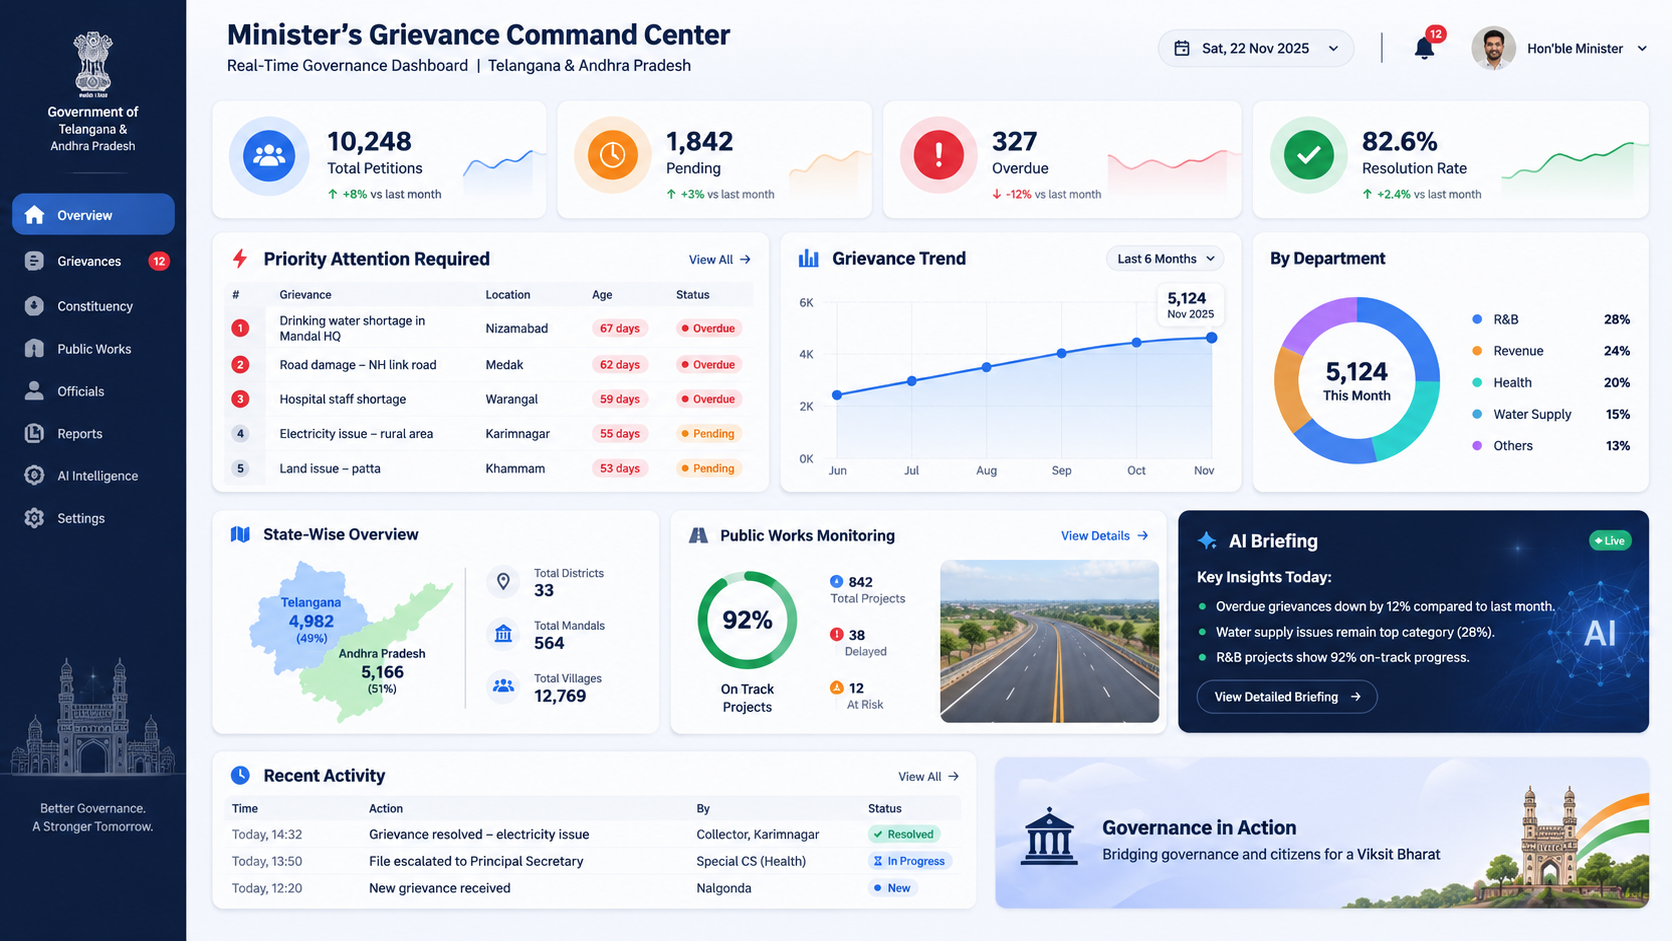 Government of
Telangana &
Andhra Pradesh
Overview
Grievances 12
Constituency
Public Works
Officials
Reports
AI Intelligence
Settings
Better Governance.
A Stronger Tomorrow.
Minister's Grievance Command Center
Real-Time Governance Dashboard | Telangana & Andhra Pradesh
Sat, 22 Nov 2025
12
Hon'ble Minister
10,248
Total Petitions
↑ +8% vs last month
1,842
Pending
↑ +3% vs last month
327
Overdue
↓ -12% vs last month
82.6%
Resolution Rate
↑ +2.4% vs last month
Priority Attention Required
View All →
# Grievance Location Age Status
1 Drinking water shortage in Mandal HQ Nizamabad 67 days Overdue
2 Road damage – NH link road Medak 62 days Overdue
3 Hospital staff shortage Warangal 59 days Overdue
4 Electricity issue – rural area Karimnagar 55 days Pending
5 Land issue – patta Khammam 53 days Pending
Grievance Trend
Last 6 Months
5,124
Nov 2025
6K
4K
2K
0K
Jun Jul Aug Sep Oct Nov
By Department
5,124
This Month
R&B 28%
Revenue 24%
Health 20%
Water Supply 15%
Others 13%
State-Wise Overview
Telangana
4,982
(49%)
Andhra Pradesh
5,166
(51%)
Total Districts
33
Total Mandals
564
Total Villages
12,769
Public Works Monitoring
View Details →
92%
On Track
Projects
842
Total Projects
38
Delayed
12
At Risk
AI Briefing
Live
Key Insights Today:
Overdue grievances down by 12% compared to last month.
Water supply issues remain top category (28%).
R&B projects show 92% on-track progress.
View Detailed Briefing →
AI
Recent Activity
View All →
Time Action By Status
Today, 14:32 Grievance resolved – electricity issue Collector, Karimnagar Resolved
Today, 13:50 File escalated to Principal Secretary Special CS (Health) In Progress
Today, 12:20 New grievance received Nalgonda New
Governance in Action
Bridging governance and citizens for a Viksit Bharat